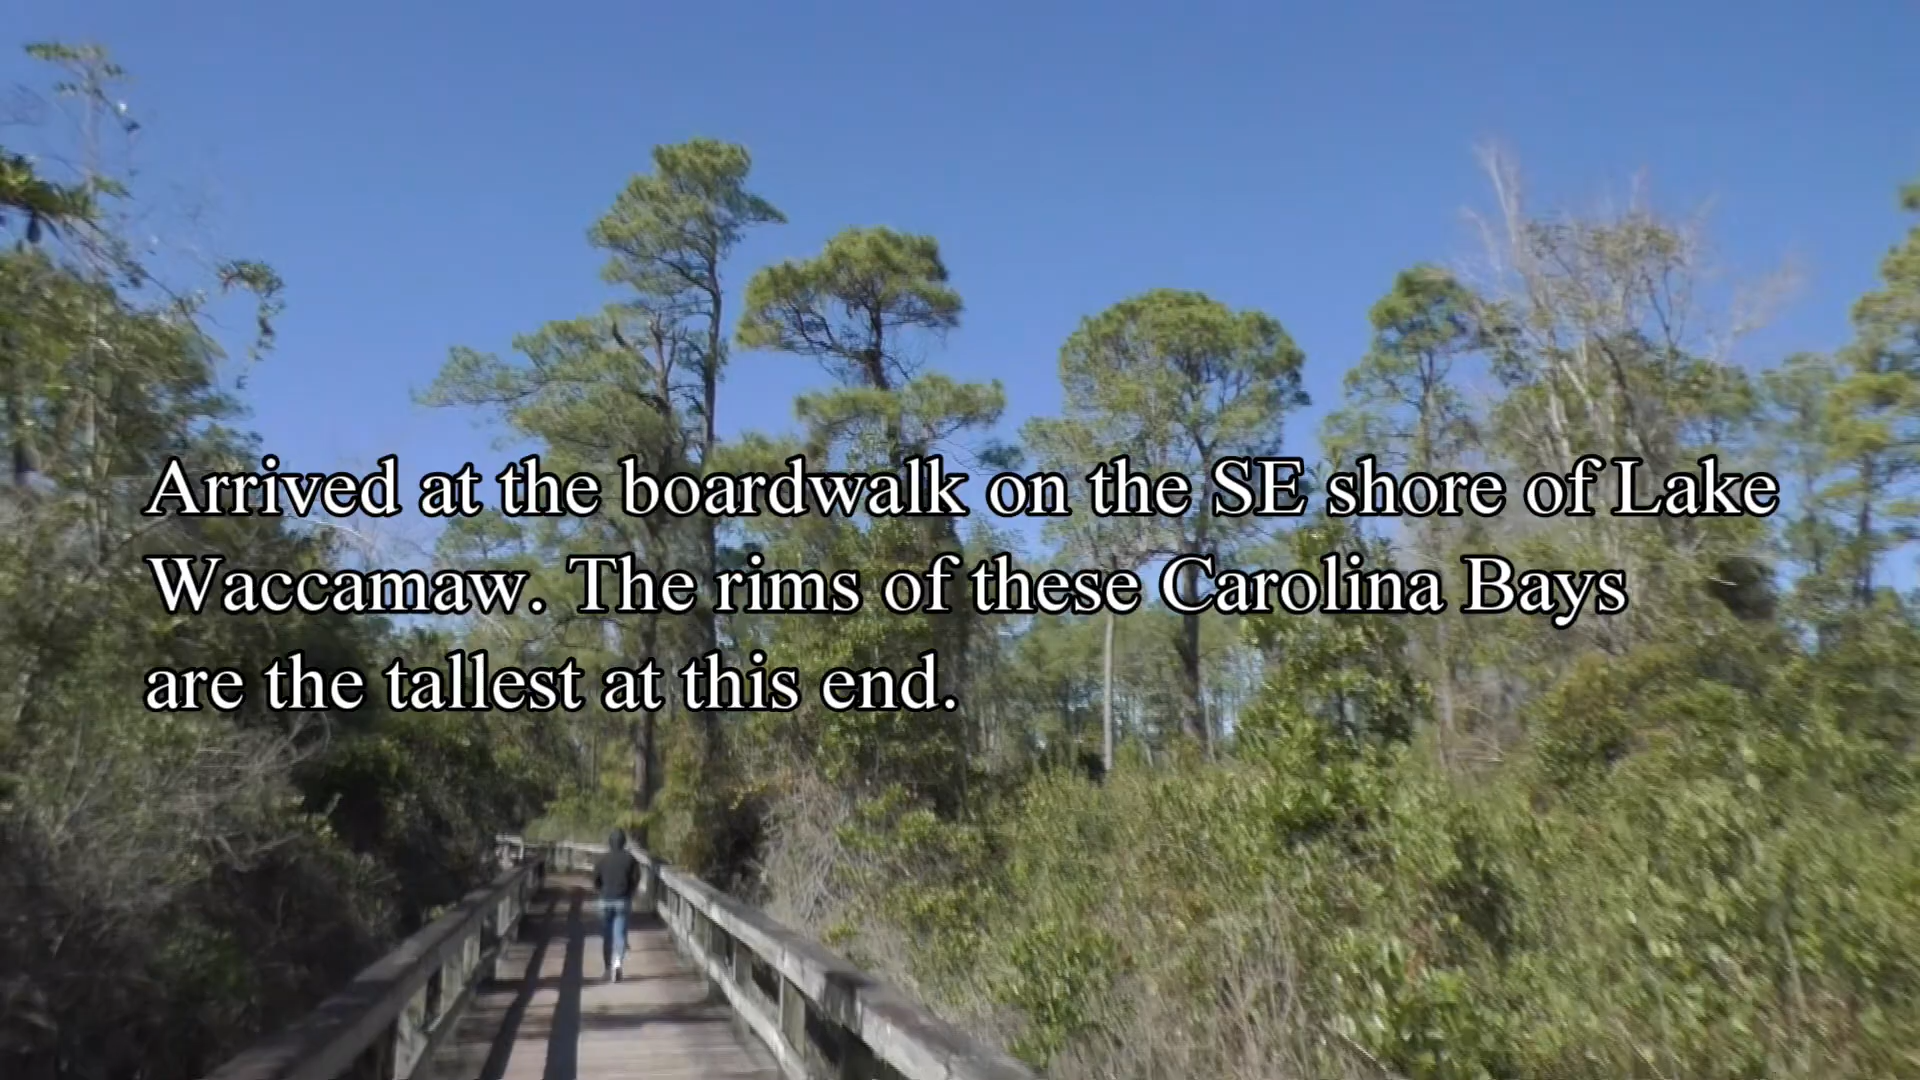 Arrived at the boardwalk on the SE shore of Lake
Waccamaw. The rims of these Carolina Bays
are the tallest at this end.